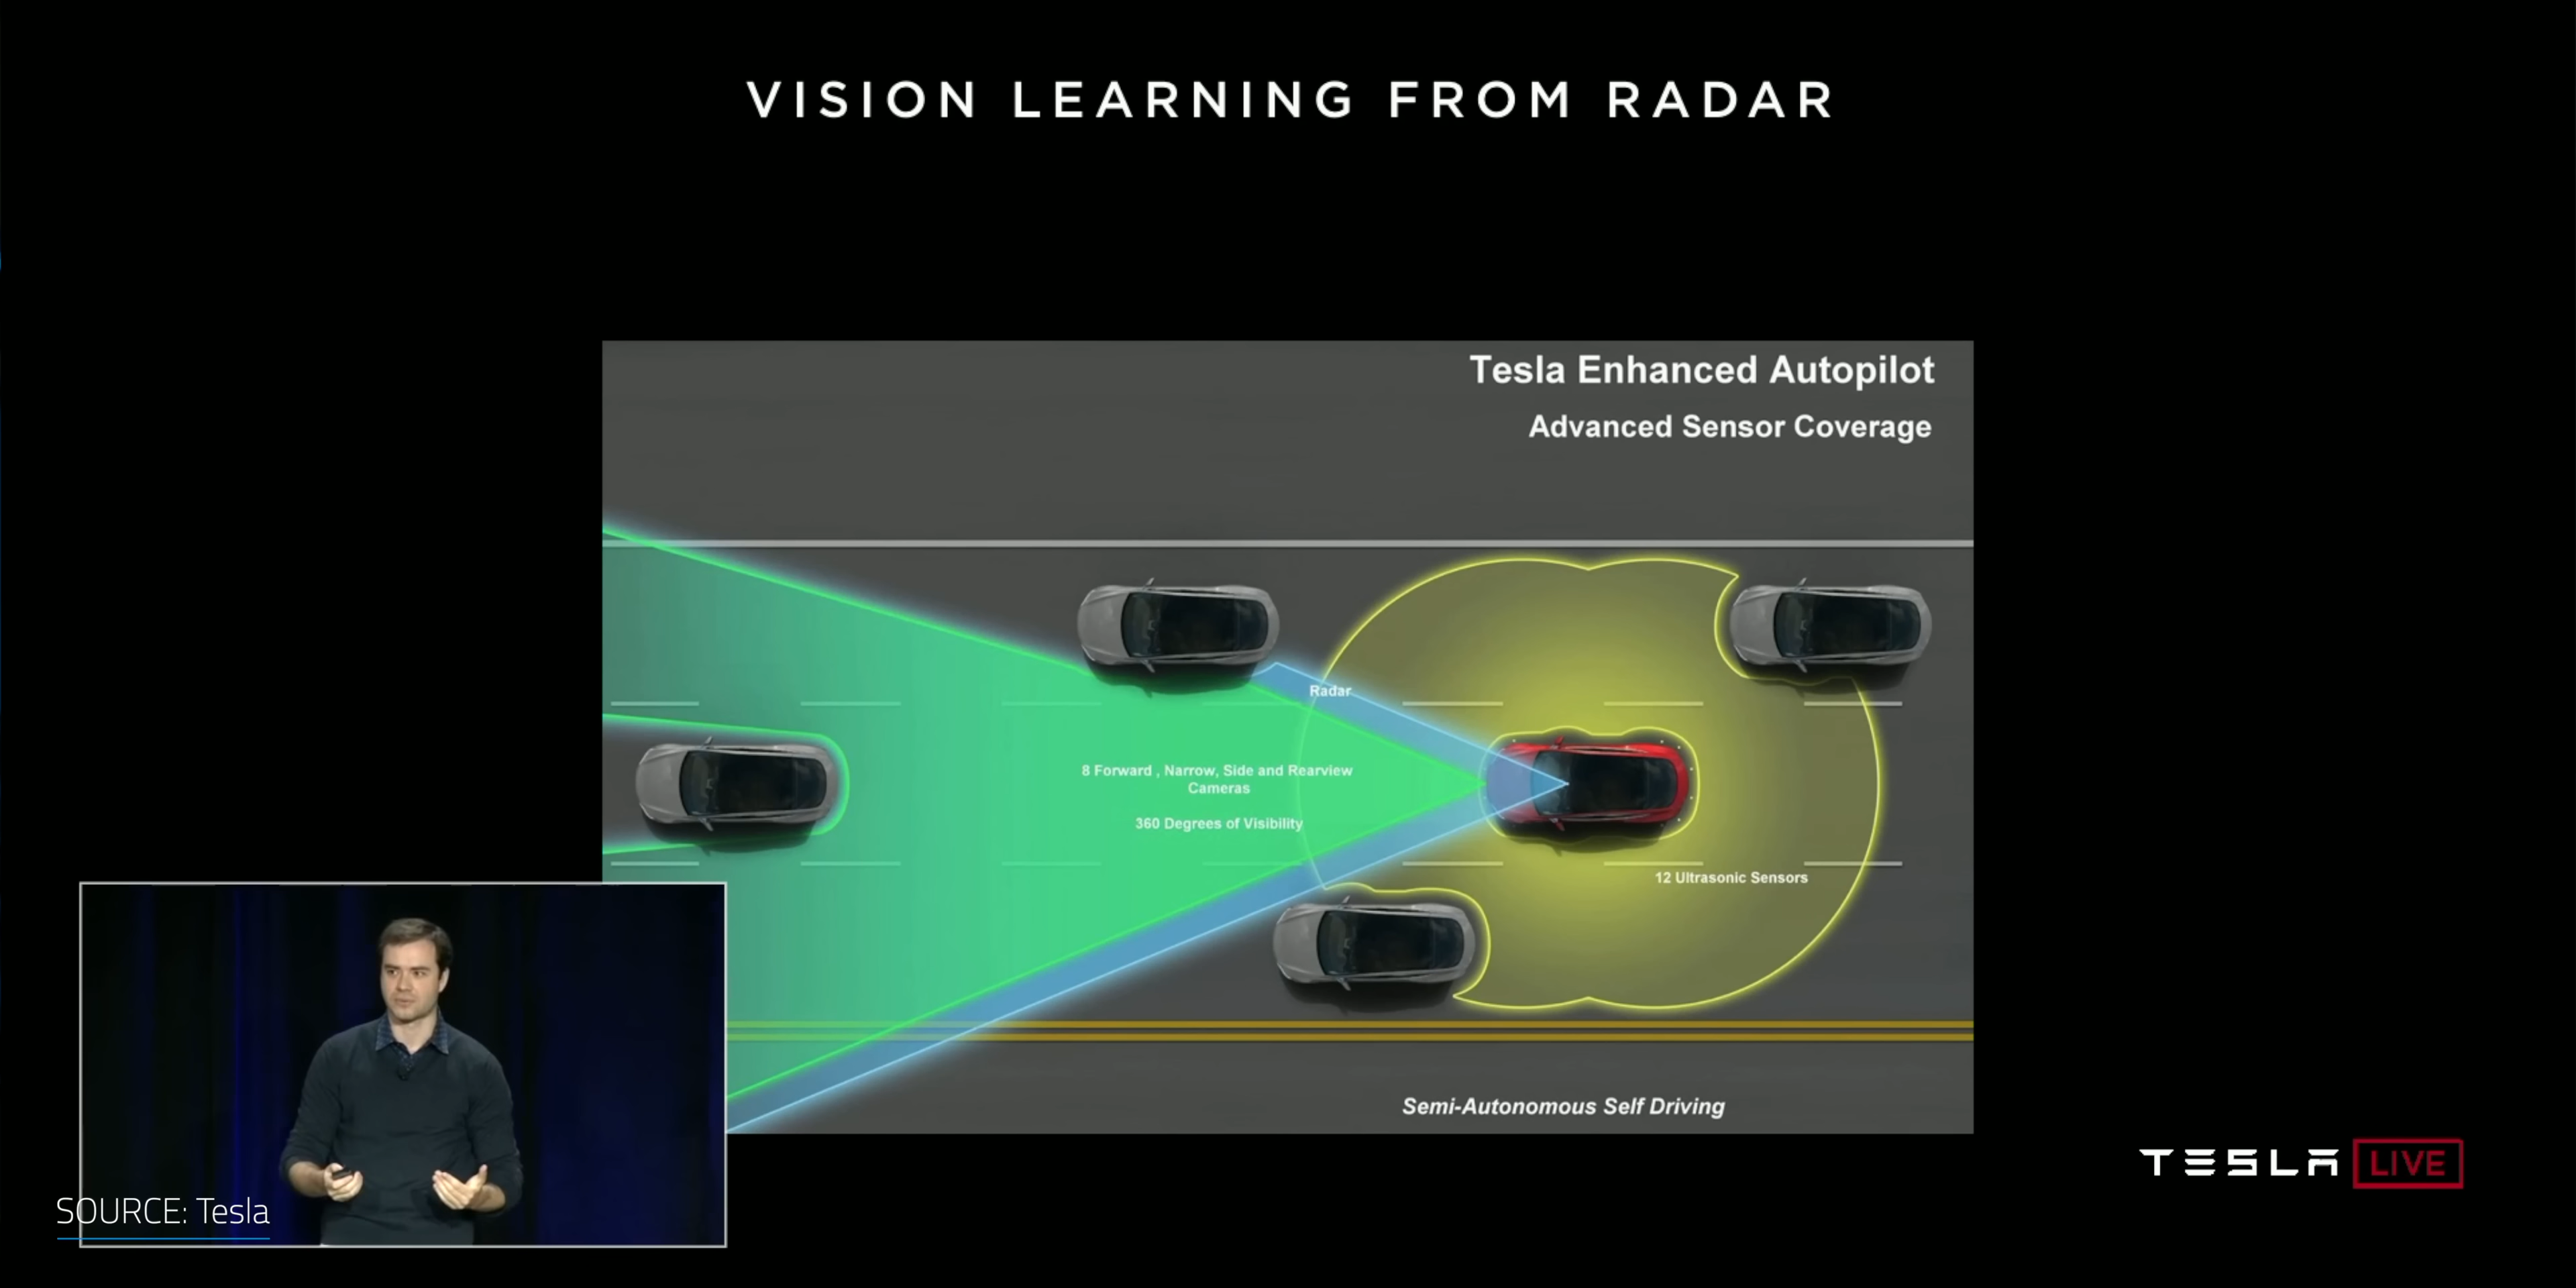 VISION LEARNING FROM RADAR
Tesla Enhanced Autopilot
Advanced Sensor Coverage
Radar
8 Forward , Narrow, Side and Rearview
Cameras
360 Degrees of Visibility
12 Ultrasonic Sensors
Semi-Autonomous Self Driving
TESLA LIVE
SOURCE: Tesla